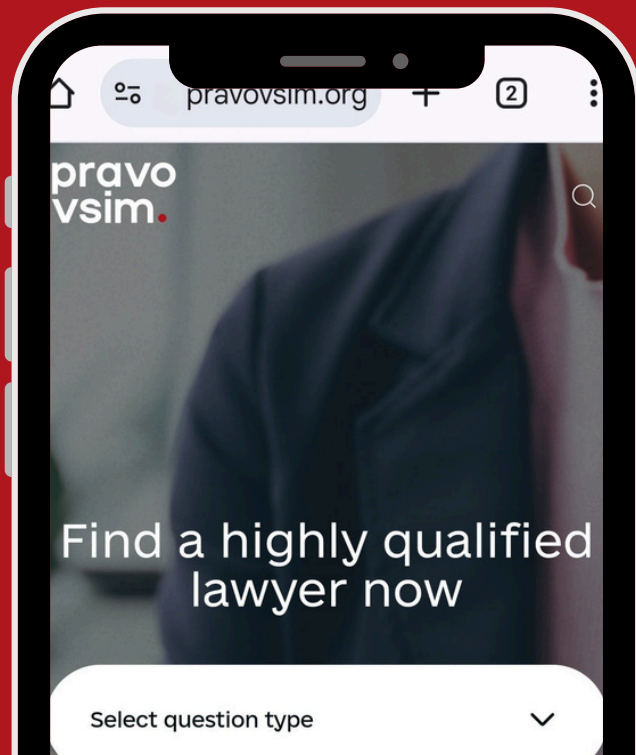 pravovsim.org
2
pravo
vsim.
Find a highly qualified
lawyer now
Select question type